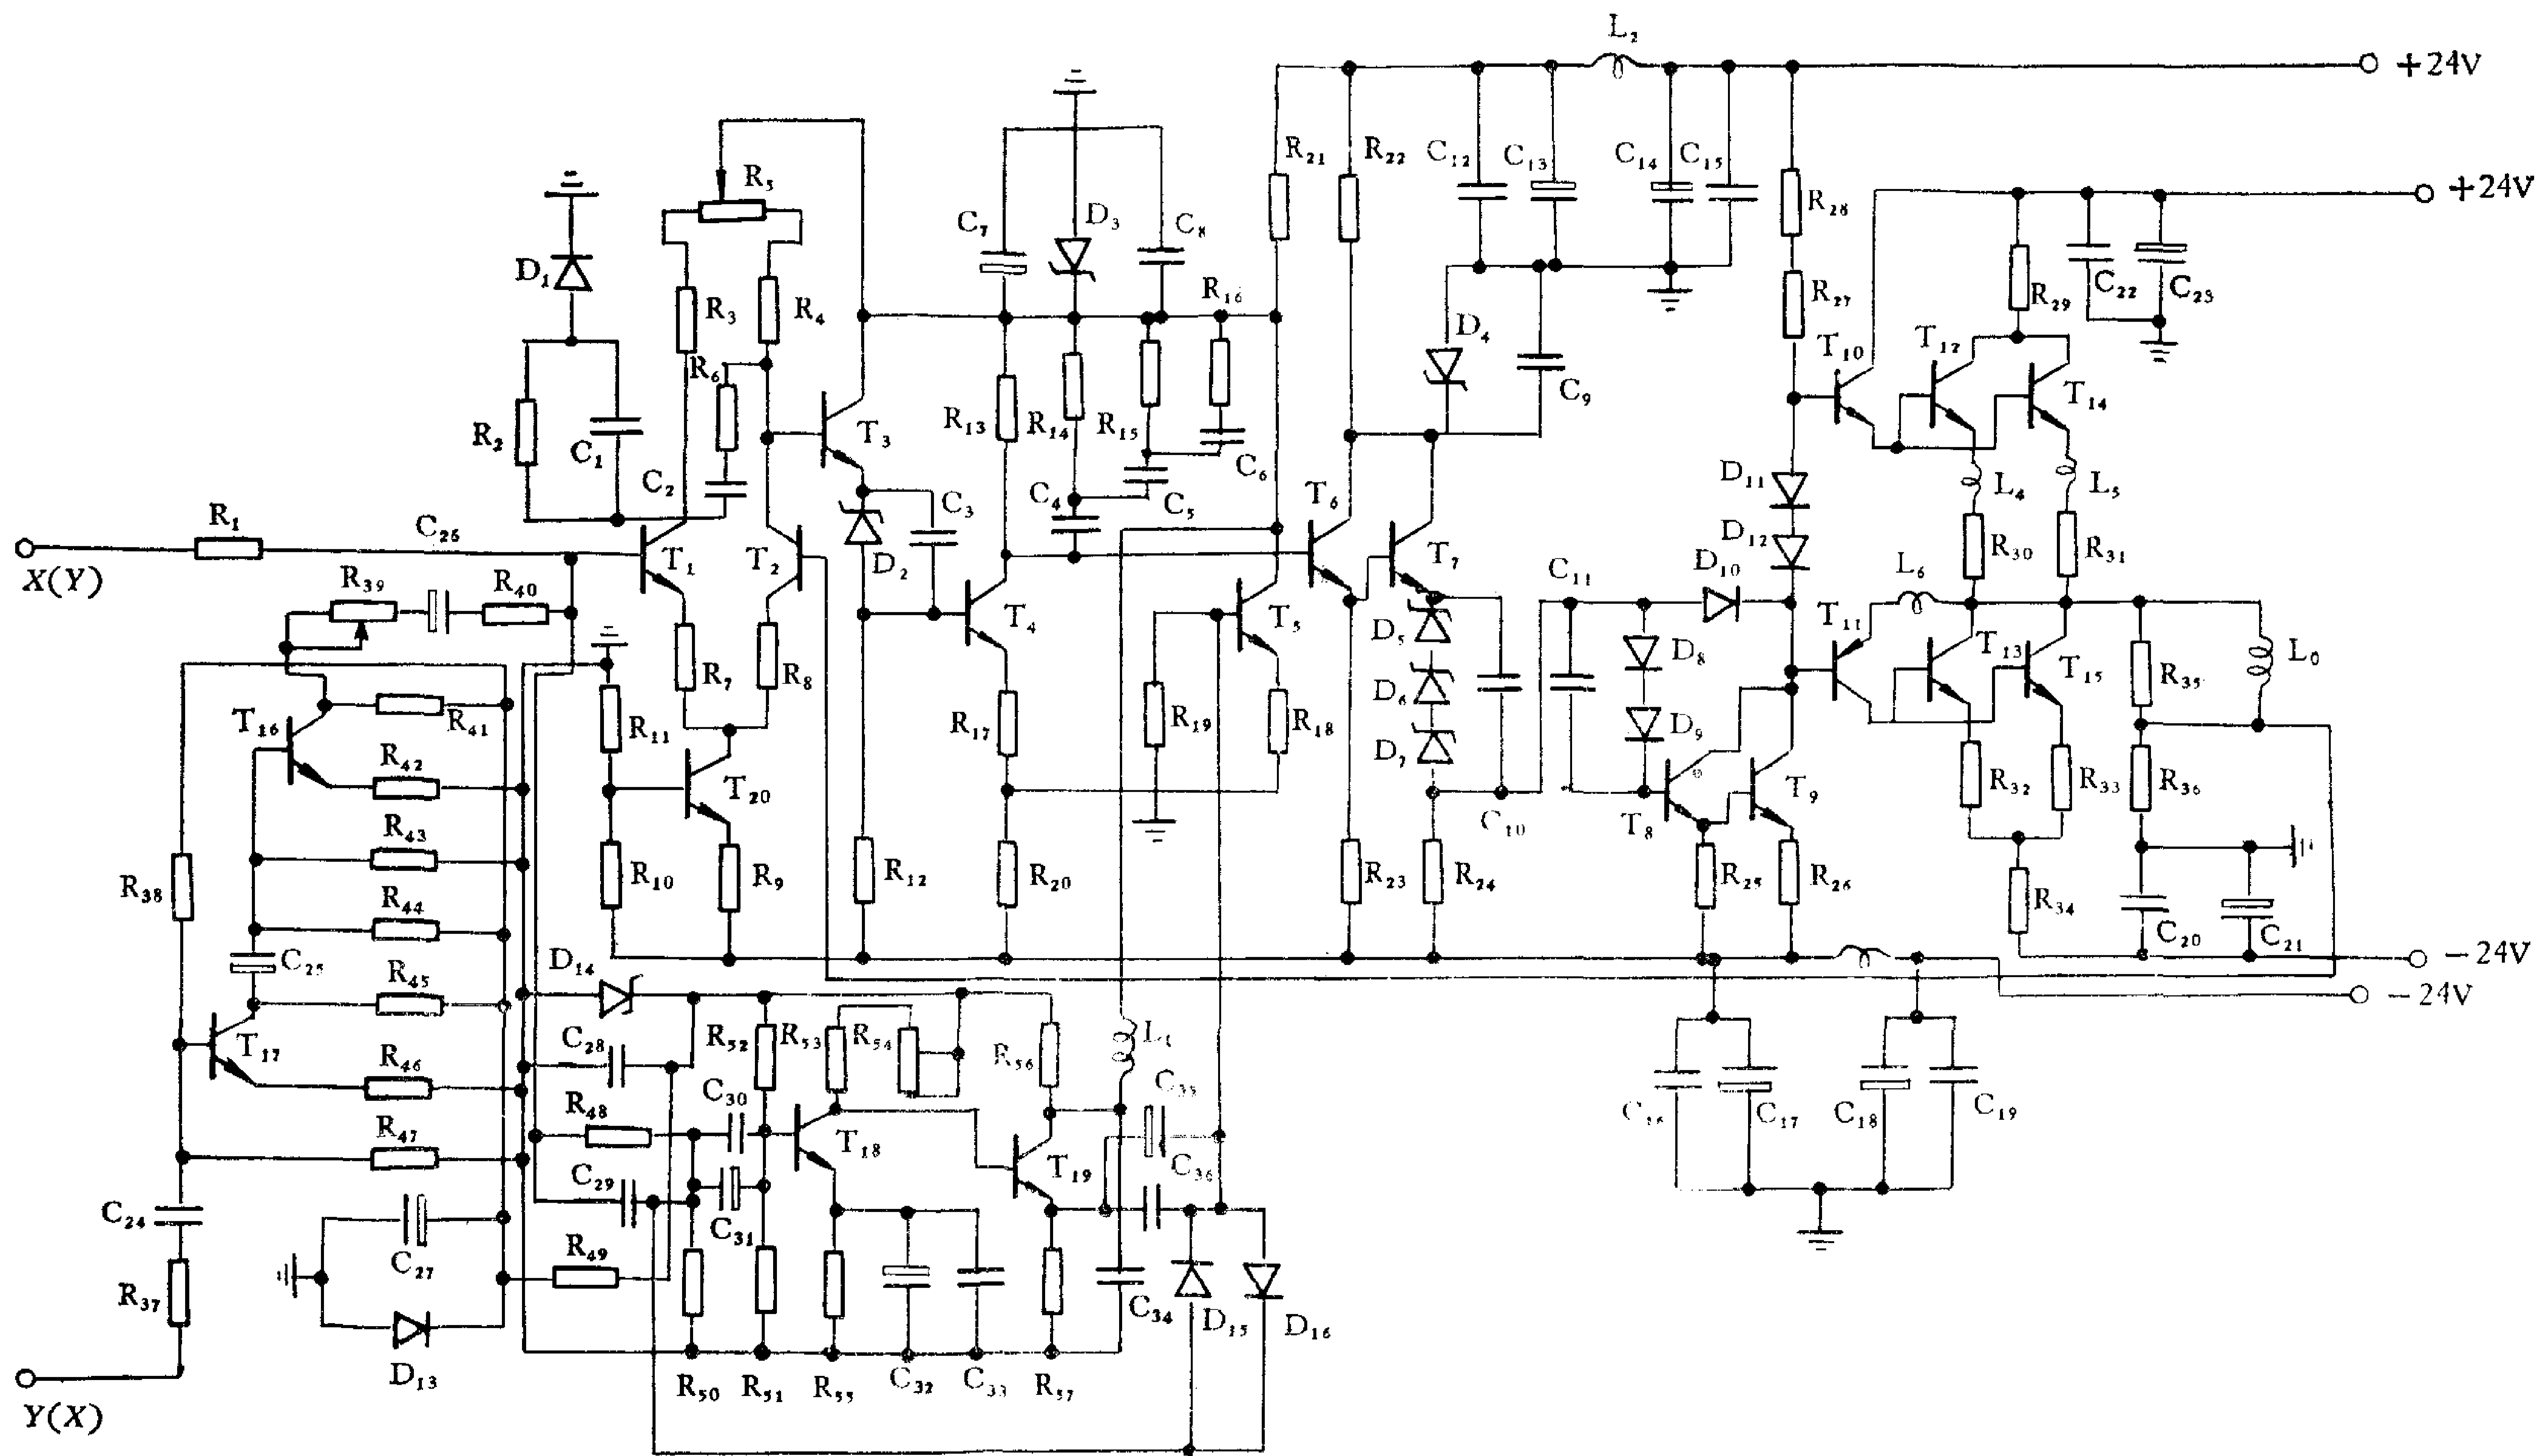 L₂
+24V
+24V
R₂₁
R₂₂
C₁₂
C₁₃
C₁₄
C₁₅
R₂₈
R₅
D₁
C₇
D₃
C₈
R₃
R₄
R₁₆
R₂₇
R₂₉
C₂₂
C₂₃
D₄
T₁₀
T₁₂
T₁₄
R₆
C₉
R₂
C₁
T₃
R₁₃
R₁₄
R₁₅
C₆
C₂
C₃
C₄
C₅
T₆
D₁₁
L₄
L₅
R₁
C₂₆
X(Y)
T₁
T₂
D₂
T₇
D₁₂
R₃₀
R₃₁
R₃₉
R₄₀
T₄
T₅
C₁₁
D₁₀
L₆
T₁₁
D₅
D₈
T₁₃
T₁₅
L₀
R₇
R₈
R₃₅
T₁₆
R₄₁
R₁₁
R₁₇
R₁₉
R₁₈
D₆
D₇
D₉
R₄₂
T₂₀
C₁₀
T₈
T₉
R₃₂
R₃₃
R₃₆
R₄₃
R₃₈
R₁₀
R₉
R₁₂
R₂₀
R₂₃
R₂₄
R₂₅
R₂₆
R₃₄
R₄₄
C₂₅
C₂₀
C₂₁
−24V
R₄₅
D₁₄
−24V
T₁₇
C₂₈
R₅₂
R₅₃
R₅₄
R₅₆
L₁
R₄₆
C₃₀
C₃₅
C₁₆
C₁₇
C₁₈
C₁₉
R₄₇
R₄₈
T₁₈
T₁₉
C₃₆
C₂₉
C₃₁
C₂₄
C₂₇
R₄₉
R₃₇
C₃₄
D₁₅
D₁₆
D₁₃
R₅₀
R₅₁
R₅₅
C₃₂
C₃₃
R₅₇
Y(X)